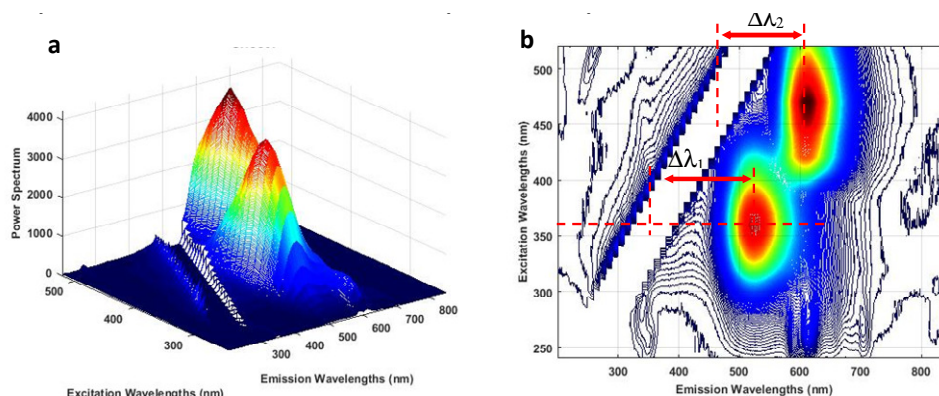 a
4000
3000
2000
1000
0
Power Spectrum
500
400
300
Excitation Wavelengths (nm)
300
400
500
600
700
800
Emission Wavelengths (nm)
b
Δλ₂
Δλ₁
500
450
400
350
300
250
Excitation Wavelengths (nm)
300
400
500
600
700
800
Emission Wavelengths (nm)